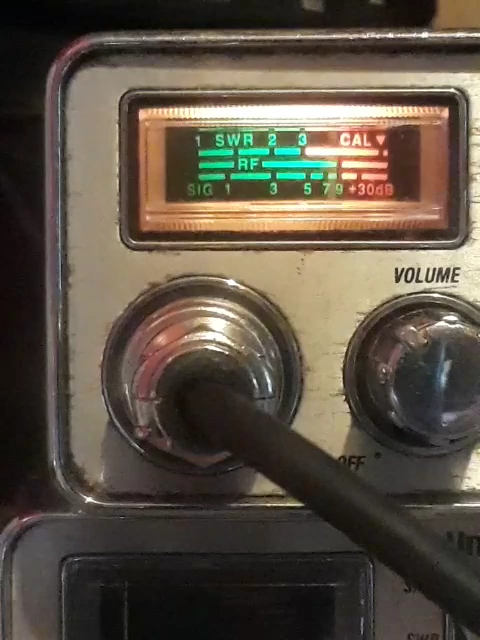 1 SWR 2 3 CAL▼
RF
SIG 1 3 5 7 9 +30dB
VOLUME
OFF